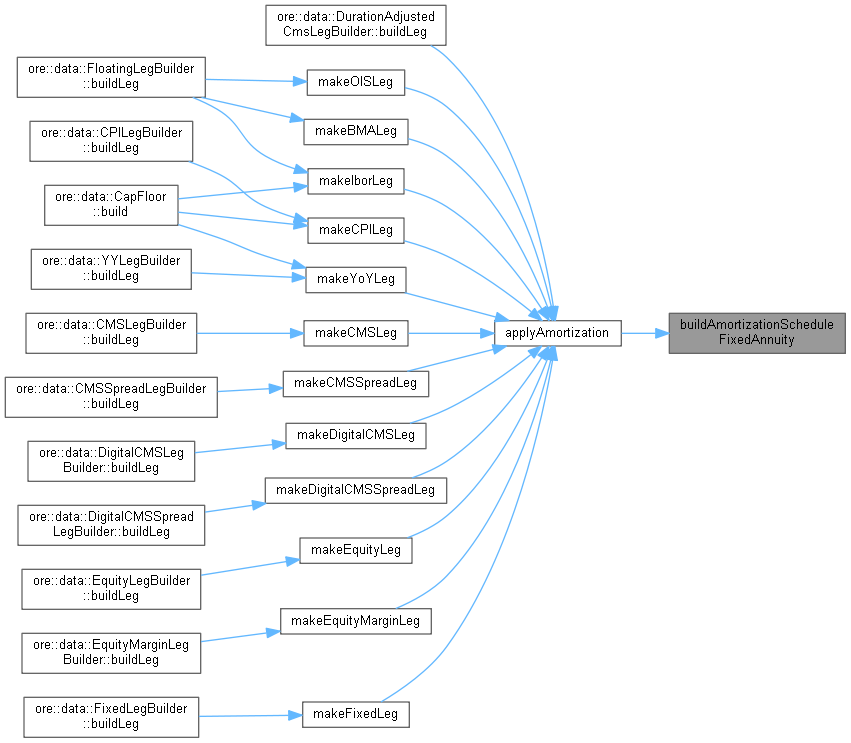 ore::data::DurationAdjusted
CmsLegBuilder::buildLeg
ore::data::FloatingLegBuilder
::buildLeg
makeOISLeg
ore::data::CPILegBuilder
::buildLeg
makeBMALeg
ore::data::CapFloor
::build
makeIborLeg
makeCPILeg
ore::data::YYLegBuilder
::buildLeg
makeYoYLeg
ore::data::CMSLegBuilder
::buildLeg
makeCMSLeg
applyAmortization
buildAmortizationSchedule
FixedAnnuity
ore::data::CMSSpreadLegBuilder
::buildLeg
makeCMSSpreadLeg
ore::data::DigitalCMSLeg
Builder::buildLeg
makeDigitalCMSLeg
ore::data::DigitalCMSSpread
LegBuilder::buildLeg
makeDigitalCMSSpreadLeg
ore::data::EquityLegBuilder
::buildLeg
makeEquityLeg
ore::data::EquityMarginLeg
Builder::buildLeg
makeEquityMarginLeg
ore::data::FixedLegBuilder
::buildLeg
makeFixedLeg